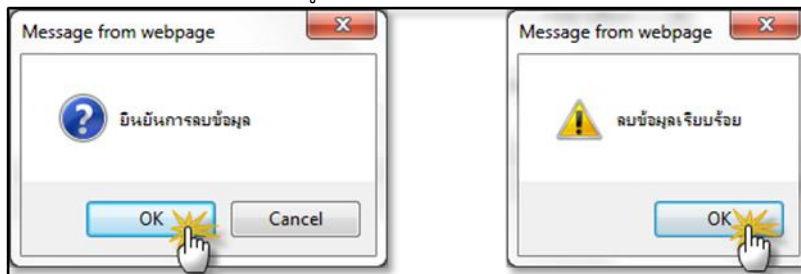 Message from webpage
ยืนยันการลบข้อมูล
OK
Cancel
Message from webpage
ลบข้อมูลเรียบร้อย
OK